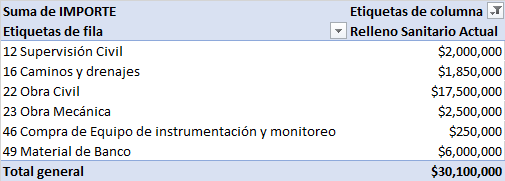 Suma de IMPORTE Etiquetas de columna
Etiquetas de fila Relleno Sanitario Actual
12 Supervisión Civil $2,000,000
16 Caminos y drenajes $1,850,000
22 Obra Civil $17,500,000
23 Obra Mecánica $2,500,000
46 Compra de Equipo de instrumentación y monitoreo $250,000
49 Material de Banco $6,000,000
Total general $30,100,000